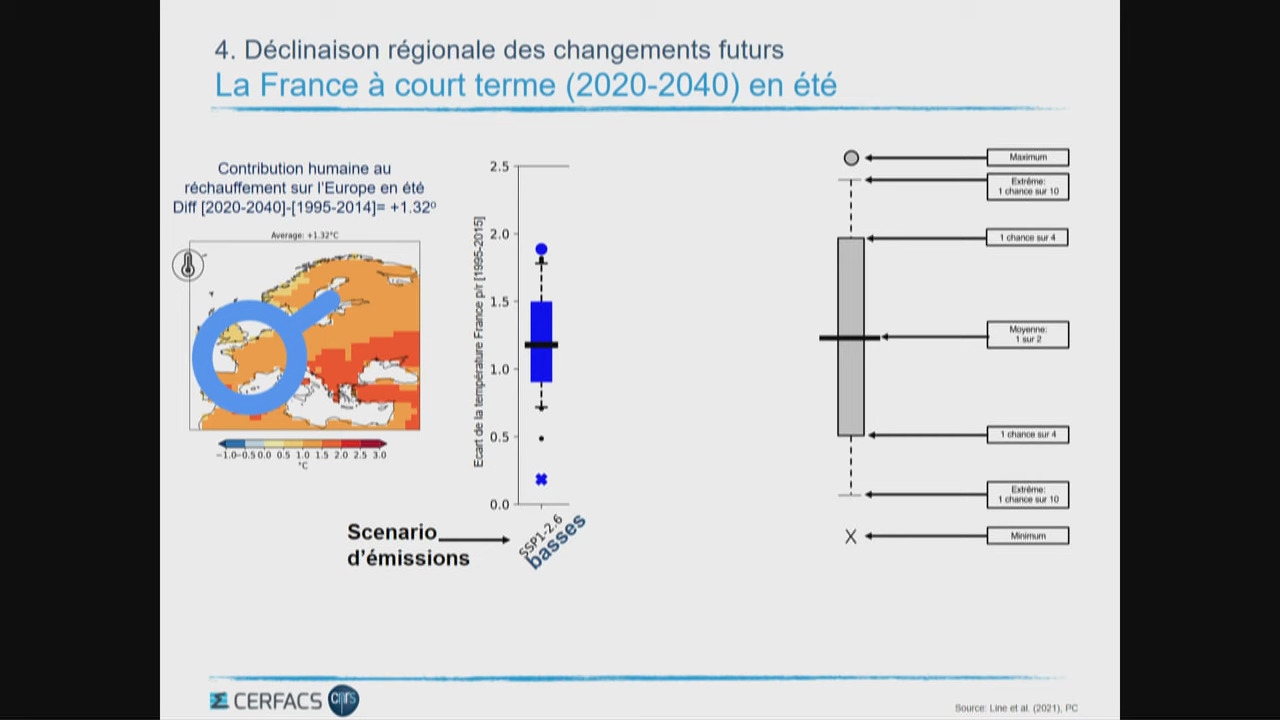 4. Déclinaison régionale des changements futurs
La France à court terme (2020-2040) en été
Contribution humaine au
réchauffement sur l'Europe en été
Diff [2020-2040]-[1995-2014]= +1.32º
Average: +1.32°C
−1.0−0.5 0.0 0.5 1.0 1.5 2.0 2.5 3.0
°C
Ecart de la température France p/r [1995-2015]
2.5
2.0
1.5
1.0
0.5
0.0
SSP1-2.6
basses
Scenario
d'émissions
Maximum
Extrême:
1 chance sur 10
1 chance sur 4
Moyenne:
1 sur 2
1 chance sur 4
Extrême:
1 chance sur 10
X
Minimum
CERFACS
cnrs
Source: Line et al. (2021), PC